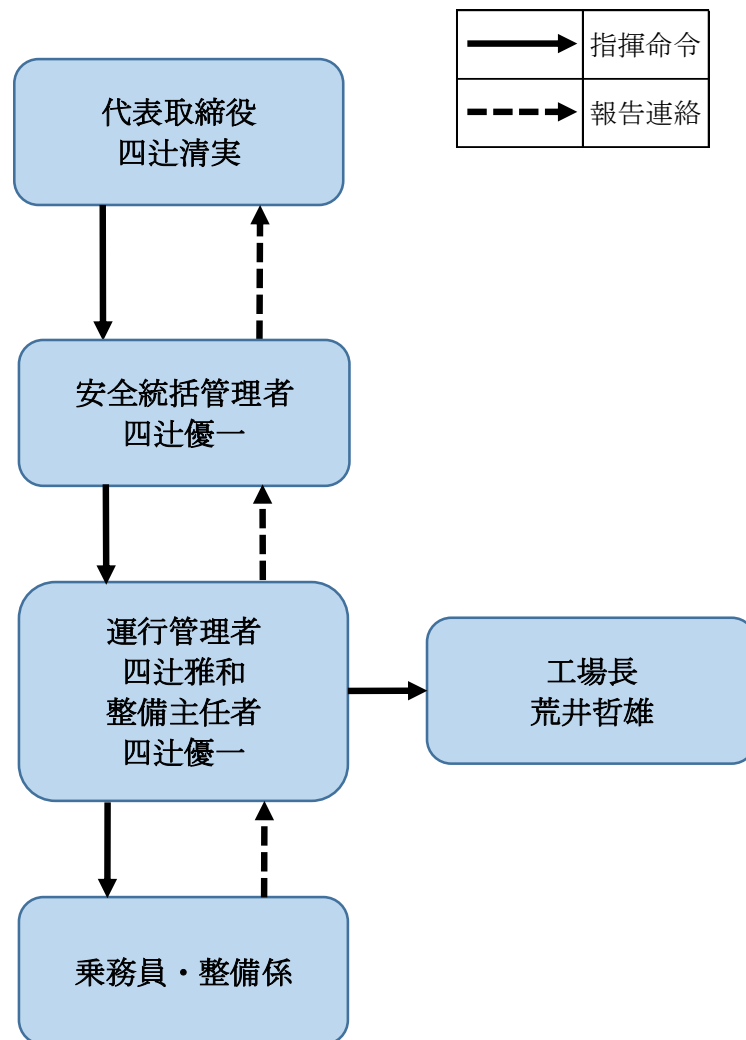 指揮命令
報告連絡
代表取締役
四辻清実
安全統括管理者
四辻優一
運行管理者
四辻雅和
整備主任者
四辻優一
工場長
荒井哲雄
乗務員・整備係